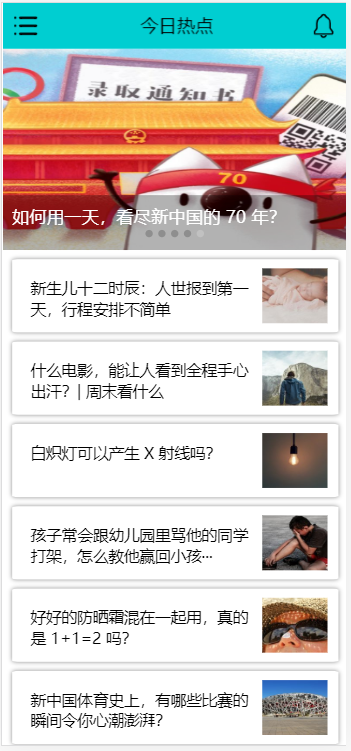 今日热点
录取通知书
70
如何用一天，看尽新中国的 70 年？
新生儿十二时辰：人世报到第一
天，行程安排不简单
什么电影，能让人看到全程手心
出汗？| 周末看什么
白炽灯可以产生 X 射线吗？
孩子常会跟幼儿园里骂他的同学
打架，怎么教他赢回小孩···
好好的防晒霜混在一起用，真的
是 1+1=2 吗？
新中国体育史上，有哪些比赛的
瞬间令你心潮澎湃？